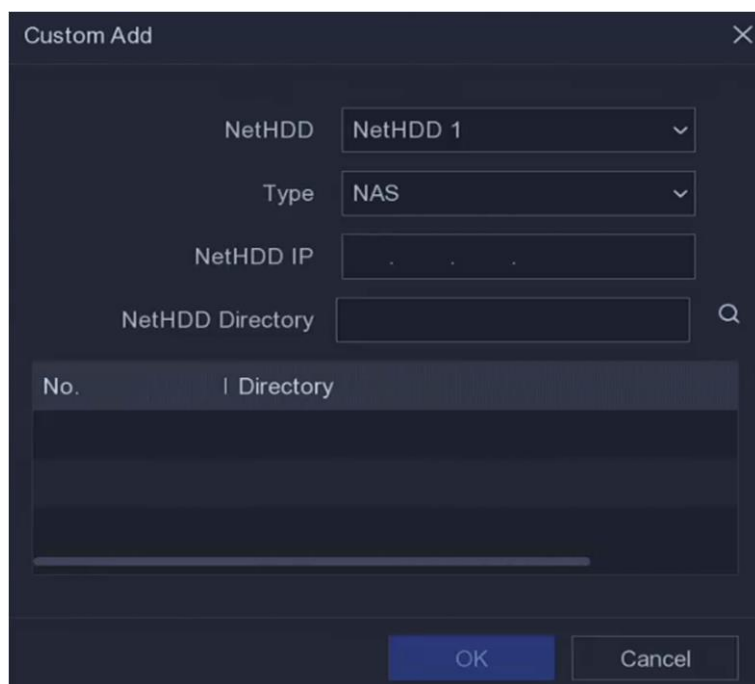 Custom Add
NetHDD NetHDD 1
Type NAS
NetHDD IP . . .
NetHDD Directory
No. | Directory
OK Cancel